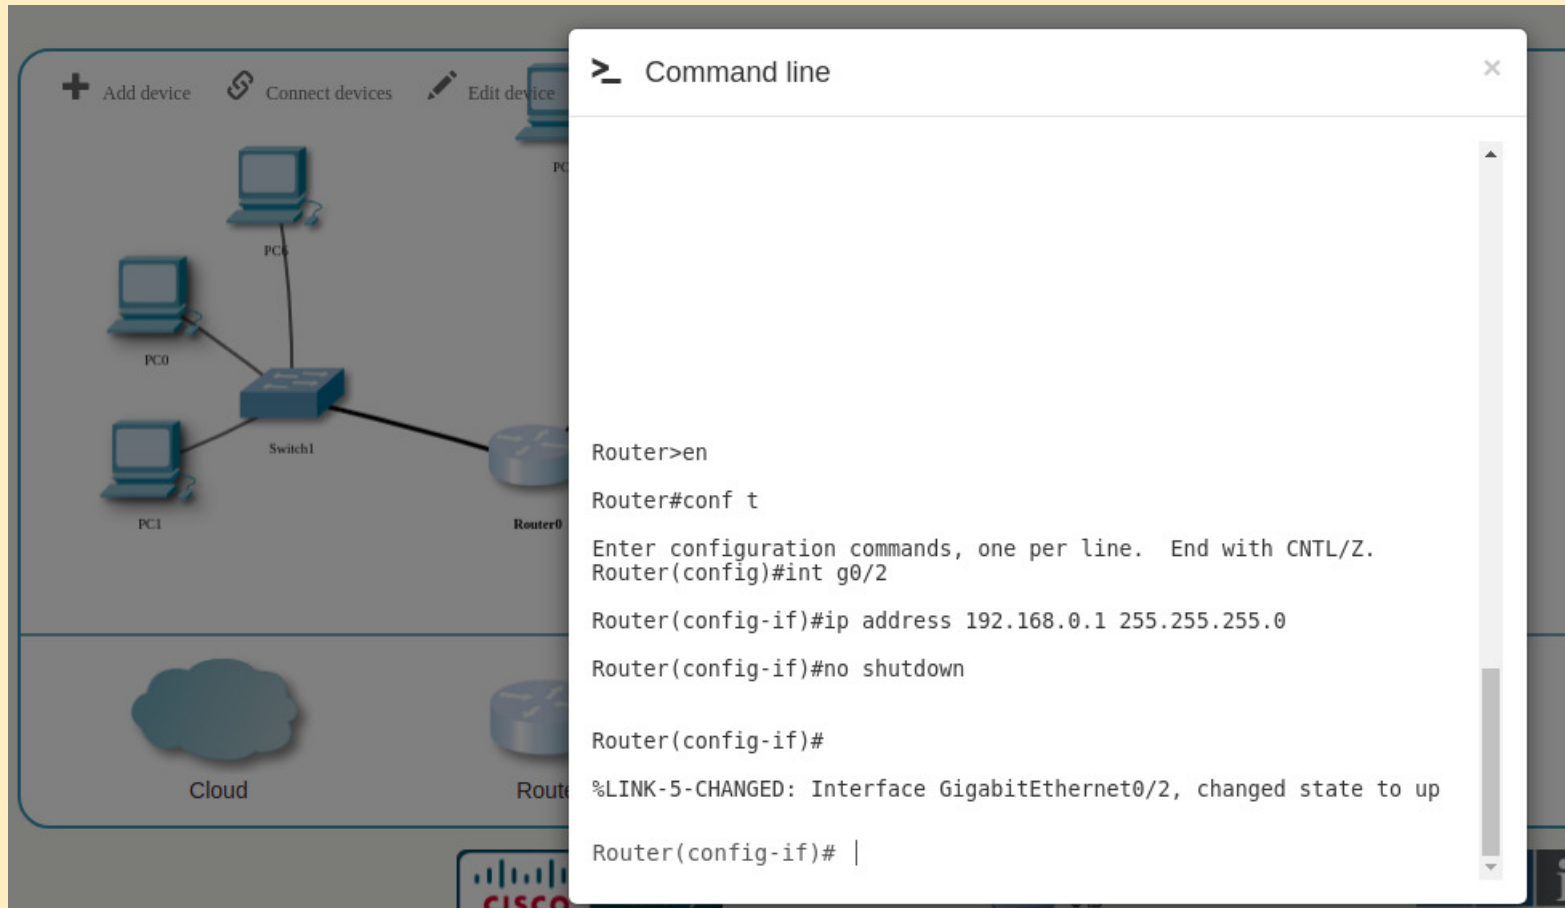 Command line
Add device
Connect devices
Edit device
PC
PC6
PC0
Switch1
PC1
Router0
Router>en
Router#conf t
Enter configuration commands, one per line.  End with CNTL/Z.
Router(config)#int g0/2
Router(config-if)#ip address 192.168.0.1 255.255.255.0
Router(config-if)#no shutdown
Router(config-if)#
%LINK-5-CHANGED: Interface GigabitEthernet0/2, changed state to up
Router(config-if)#
Cloud
Route
CISCO